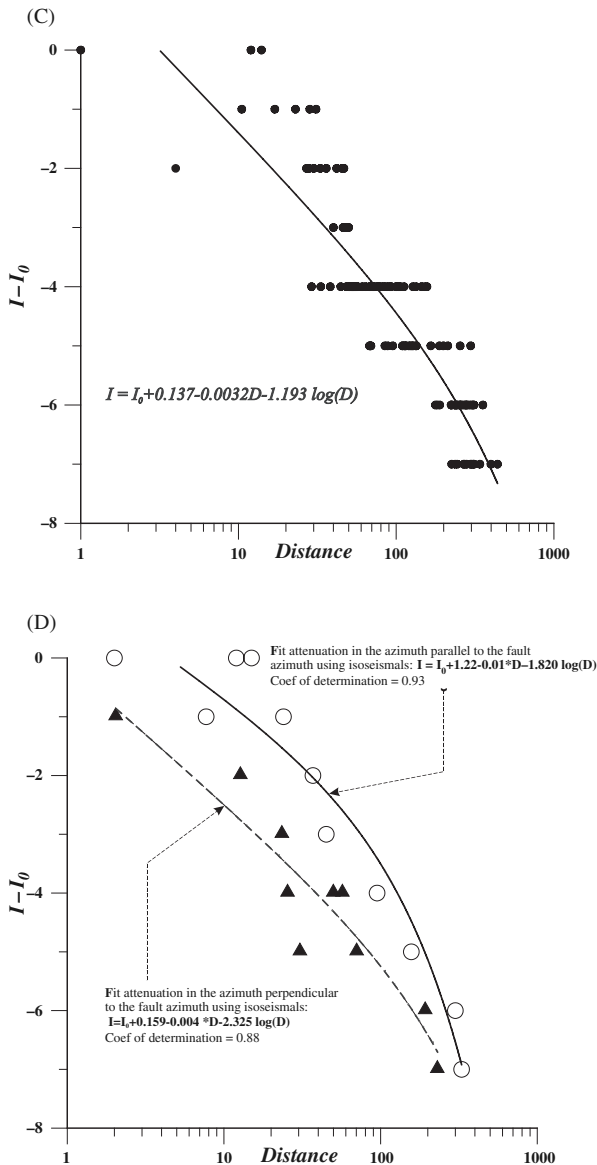 (C)
0
−2
−4
−6
−8
I−I₀
I = I₀+0.137-0.0032D-1.193 log(D)
1
10
100
1000
Distance
(D)
Fit attenuation in the azimuth parallel to the fault
azimuth using isoseismals: I = I₀+1.22-0.01*D−1.820 log(D)
Coef of determination = 0.93
0
−2
−4
−6
−8
I−I₀
Fit attenuation in the azimuth perpendicular
to the fault azimuth using isoseismals:
I=I₀+0.159-0.004 *D-2.325 log(D)
Coef of determination = 0.88
1
10
100
1000
Distance